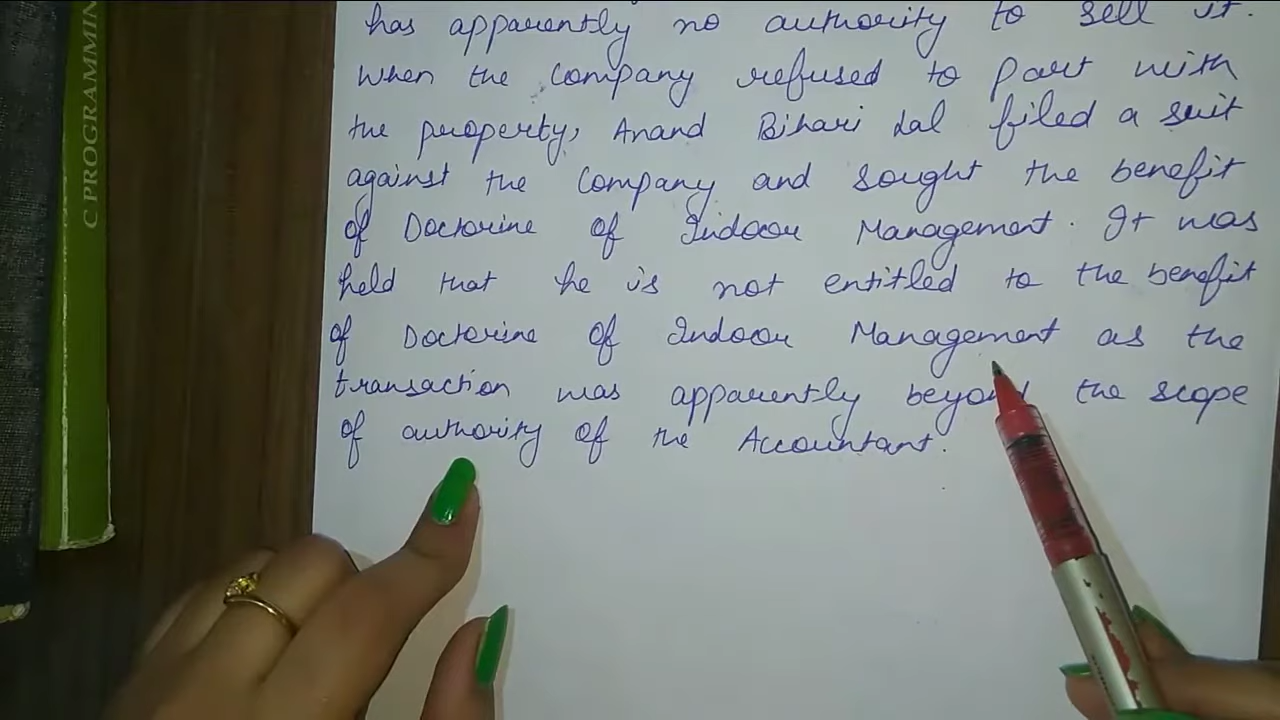 C PROGRAMMIN
has apparently no authority to sell it.
When the Company refused to Part with
the property, Anand Bihari Lal filed a suit
against the Company and sought the benefit
of Doctorine of Indoor Management. It was
held that he is not entitled to the benefit
of Doctorine of Indoor Management as the
transaction was apparently beyond the scope
of authority of the Accountant.